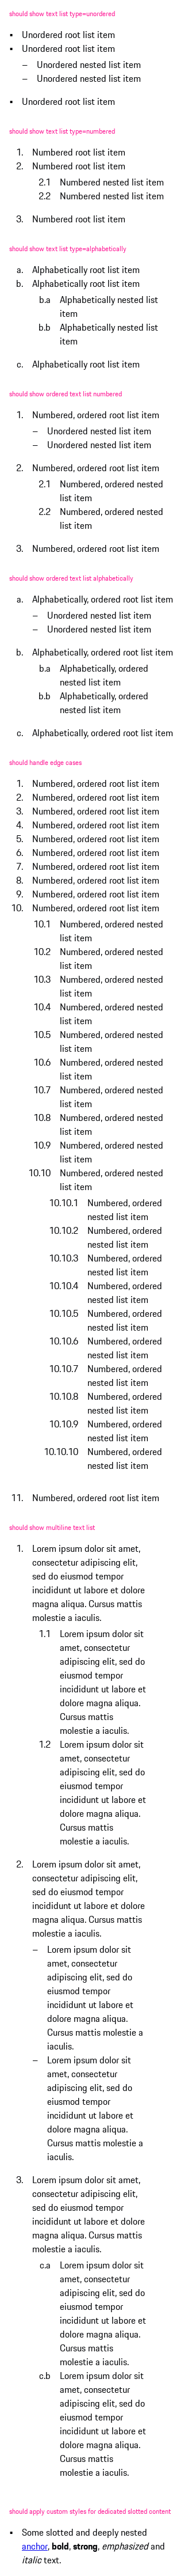 should show text list type=unordered
• Unordered root list item
• Unordered root list item
– Unordered nested list item
– Unordered nested list item
• Unordered root list item
should show text list type=numbered
1. Numbered root list item
2. Numbered root list item
2.1 Numbered nested list item
2.2 Numbered nested list item
3. Numbered root list item
should show text list type=alphabetically
a. Alphabetically root list item
b. Alphabetically root list item
b.a Alphabetically nested list
item
b.b Alphabetically nested list
item
c. Alphabetically root list item
should show ordered text list numbered
1. Numbered, ordered root list item
– Unordered nested list item
– Unordered nested list item
2. Numbered, ordered root list item
2.1 Numbered, ordered nested
list item
2.2 Numbered, ordered nested
list item
3. Numbered, ordered root list item
should show ordered text list alphabetically
a. Alphabetically, ordered root list item
– Unordered nested list item
– Unordered nested list item
b. Alphabetically, ordered root list item
b.a Alphabetically, ordered
nested list item
b.b Alphabetically, ordered
nested list item
c. Alphabetically, ordered root list item
should handle edge cases
1. Numbered, ordered root list item
2. Numbered, ordered root list item
3. Numbered, ordered root list item
4. Numbered, ordered root list item
5. Numbered, ordered root list item
6. Numbered, ordered root list item
7. Numbered, ordered root list item
8. Numbered, ordered root list item
9. Numbered, ordered root list item
10. Numbered, ordered root list item
10.1 Numbered, ordered nested
list item
10.2 Numbered, ordered nested
list item
10.3 Numbered, ordered nested
list item
10.4 Numbered, ordered nested
list item
10.5 Numbered, ordered nested
list item
10.6 Numbered, ordered nested
list item
10.7 Numbered, ordered nested
list item
10.8 Numbered, ordered nested
list item
10.9 Numbered, ordered nested
list item
10.10 Numbered, ordered nested
list item
10.10.1 Numbered, ordered
nested list item
10.10.2 Numbered, ordered
nested list item
10.10.3 Numbered, ordered
nested list item
10.10.4 Numbered, ordered
nested list item
10.10.5 Numbered, ordered
nested list item
10.10.6 Numbered, ordered
nested list item
10.10.7 Numbered, ordered
nested list item
10.10.8 Numbered, ordered
nested list item
10.10.9 Numbered, ordered
nested list item
10.10.10 Numbered, ordered
nested list item
11. Numbered, ordered root list item
should show multiline text list
1. Lorem ipsum dolor sit amet,
consectetur adipiscing elit,
sed do eiusmod tempor
incididunt ut labore et dolore
magna aliqua. Cursus mattis
molestie a iaculis.
1.1 Lorem ipsum dolor sit
amet, consectetur
adipiscing elit, sed do
eiusmod tempor
incididunt ut labore et
dolore magna aliqua.
Cursus mattis
molestie a iaculis.
1.2 Lorem ipsum dolor sit
amet, consectetur
adipiscing elit, sed do
eiusmod tempor
incididunt ut labore et
dolore magna aliqua.
Cursus mattis
molestie a iaculis.
2. Lorem ipsum dolor sit amet,
consectetur adipiscing elit,
sed do eiusmod tempor
incididunt ut labore et dolore
magna aliqua. Cursus mattis
molestie a iaculis.
– Lorem ipsum dolor sit
amet, consectetur
adipiscing elit, sed do
eiusmod tempor
incididunt ut labore et
dolore magna aliqua.
Cursus mattis molestie a
iaculis.
– Lorem ipsum dolor sit
amet, consectetur
adipiscing elit, sed do
eiusmod tempor
incididunt ut labore et
dolore magna aliqua.
Cursus mattis molestie a
iaculis.
3. Lorem ipsum dolor sit amet,
consectetur adipiscing elit,
sed do eiusmod tempor
incididunt ut labore et dolore
magna aliqua. Cursus mattis
molestie a iaculis.
c.a Lorem ipsum dolor sit
amet, consectetur
adipiscing elit, sed do
eiusmod tempor
incididunt ut labore et
dolore magna aliqua.
Cursus mattis
molestie a iaculis.
c.b Lorem ipsum dolor sit
amet, consectetur
adipiscing elit, sed do
eiusmod tempor
incididunt ut labore et
dolore magna aliqua.
Cursus mattis
molestie a iaculis.
should apply custom styles for dedicated slotted content
• Some slotted and deeply nested
anchor, bold, strong, emphasized and
italic text.